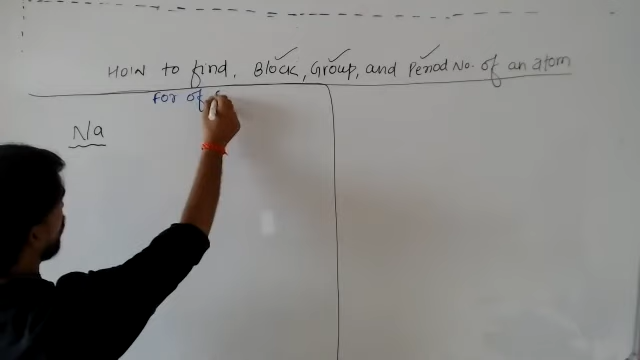 HOW to find, Block, Group, and Period No. of an atom
For of
Na